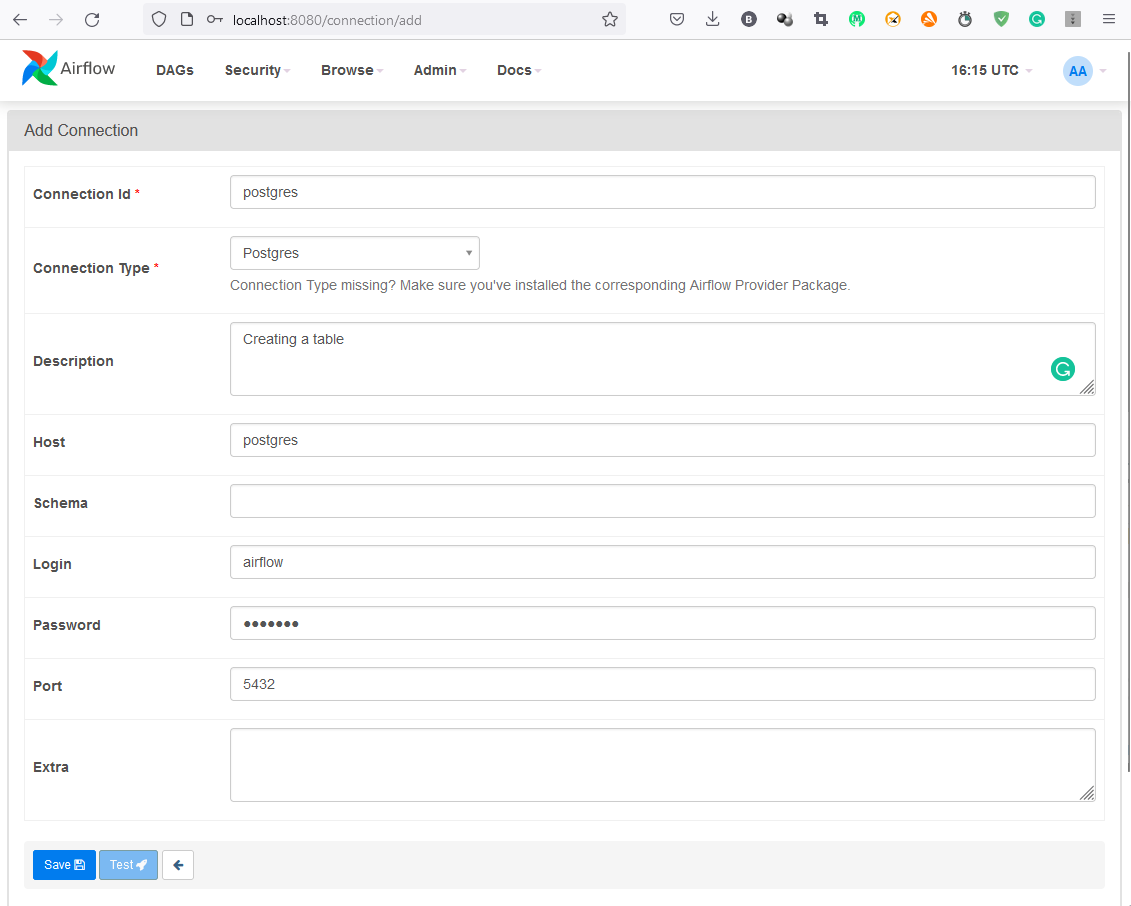 localhost:8080/connection/add
Airflow DAGs Security Browse Admin Docs 16:15 UTC AA
Add Connection
Connection Id * postgres
Connection Type * Postgres
Connection Type missing? Make sure you've installed the corresponding Airflow Provider Package.
Description Creating a table
Host postgres
Schema
Login airflow
Password •••••••
Port 5432
Extra
Save Test